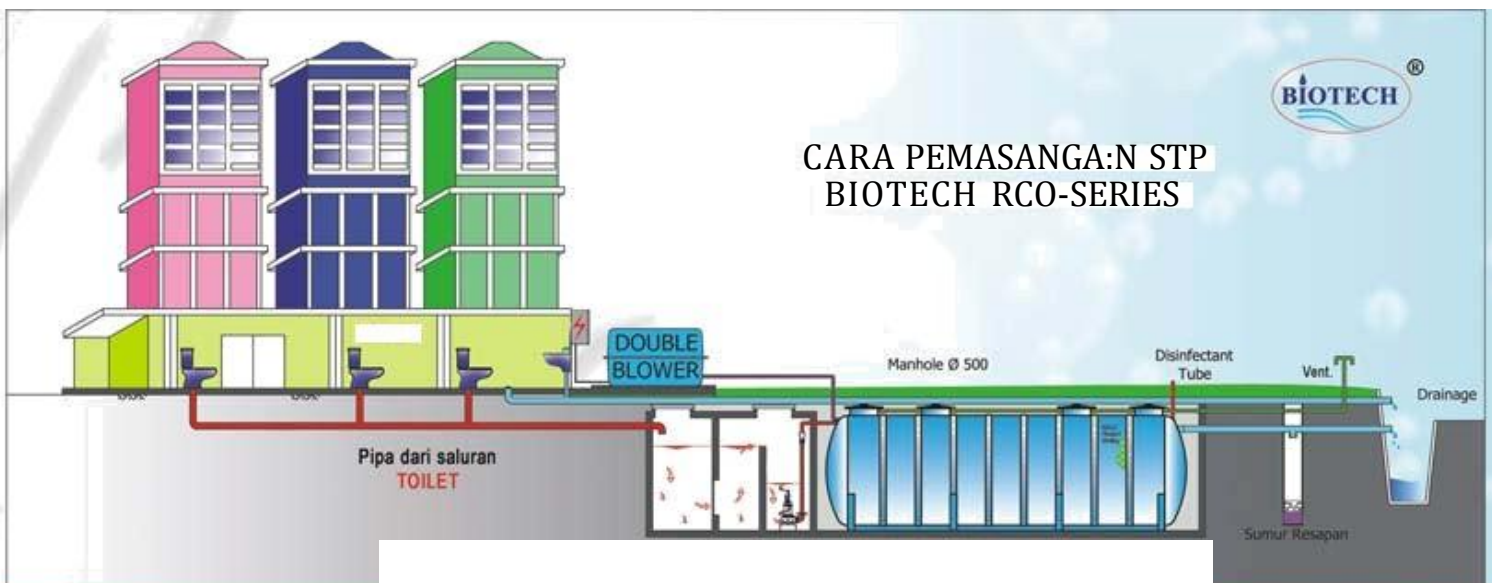 BIOTECH ®
CARA PEMASANGA:N STP
BIOTECH RCO-SERIES
DOUBLE
BLOWER
Manhole Ø 500
Disinfectant
Tube
Vent.
Drainage
Pipa dari saluran
TOILET
Sumur Resapan